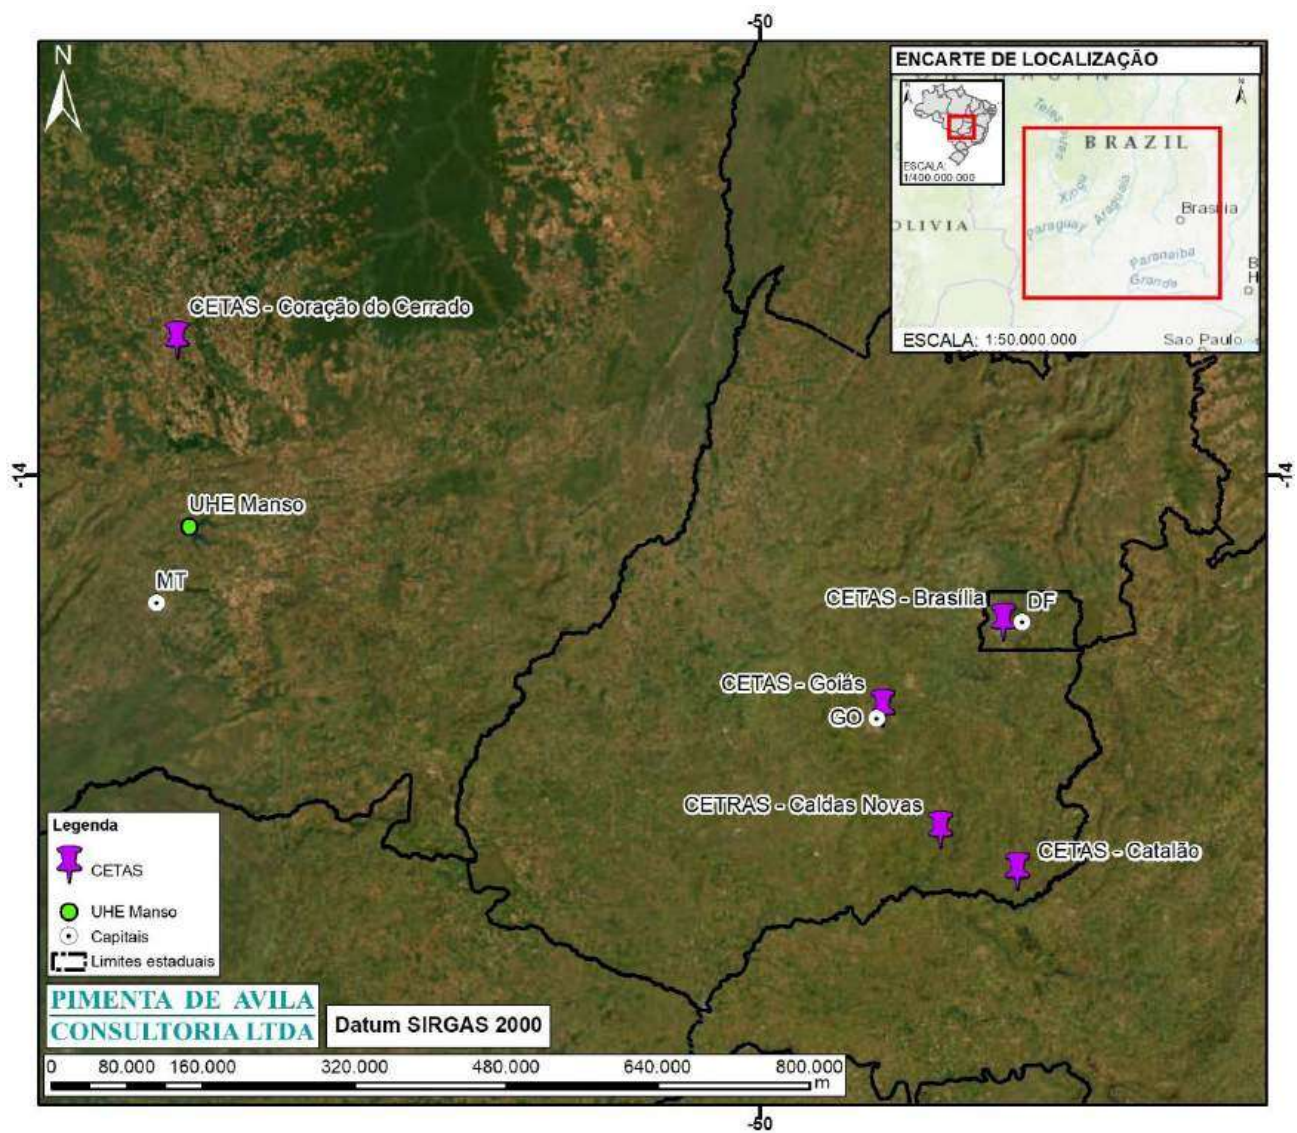 -50
N
ENCARTE DE LOCALIZAÇÃO
N
N
Teles
BRAZIL
ESCALA:
1/400.000.000
Xingu
Araguaia
Brasilia
OLIVIA
Paraguay
Paranaiba
Grande
B
H
ESCALA: 1:50.000.000
Sao Paulo
CETAS - Coração do Cerrado
-14
-14
UHE Manso
MT
CETAS - Brasília
DF
CETAS - Goiás
GO
CETRAS - Caldas Novas
CETAS - Catalão
Legenda
CETAS
UHE Manso
Capitais
Limites estaduais
PIMENTA DE AVILA
CONSULTORIA LTDA
Datum SIRGAS 2000
0 80.000 160.000 320.000 480.000 640.000 800.000
m
-50